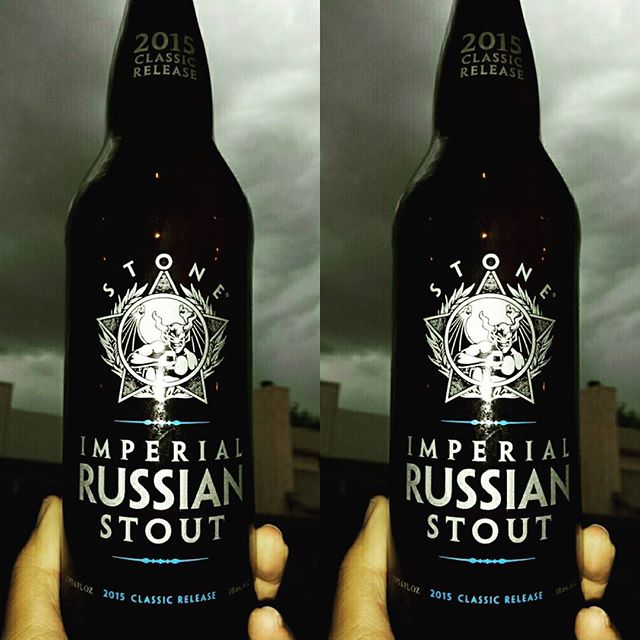 2015
CLASSIC
RELEASE
STONE
IMPERIAL
RUSSIAN
STOUT
2015 CLASSIC RELEASE
2015
CLASSIC
RELEASE
STONE
IMPERIAL
RUSSIAN
STOUT
2015 CLASSIC RELEASE